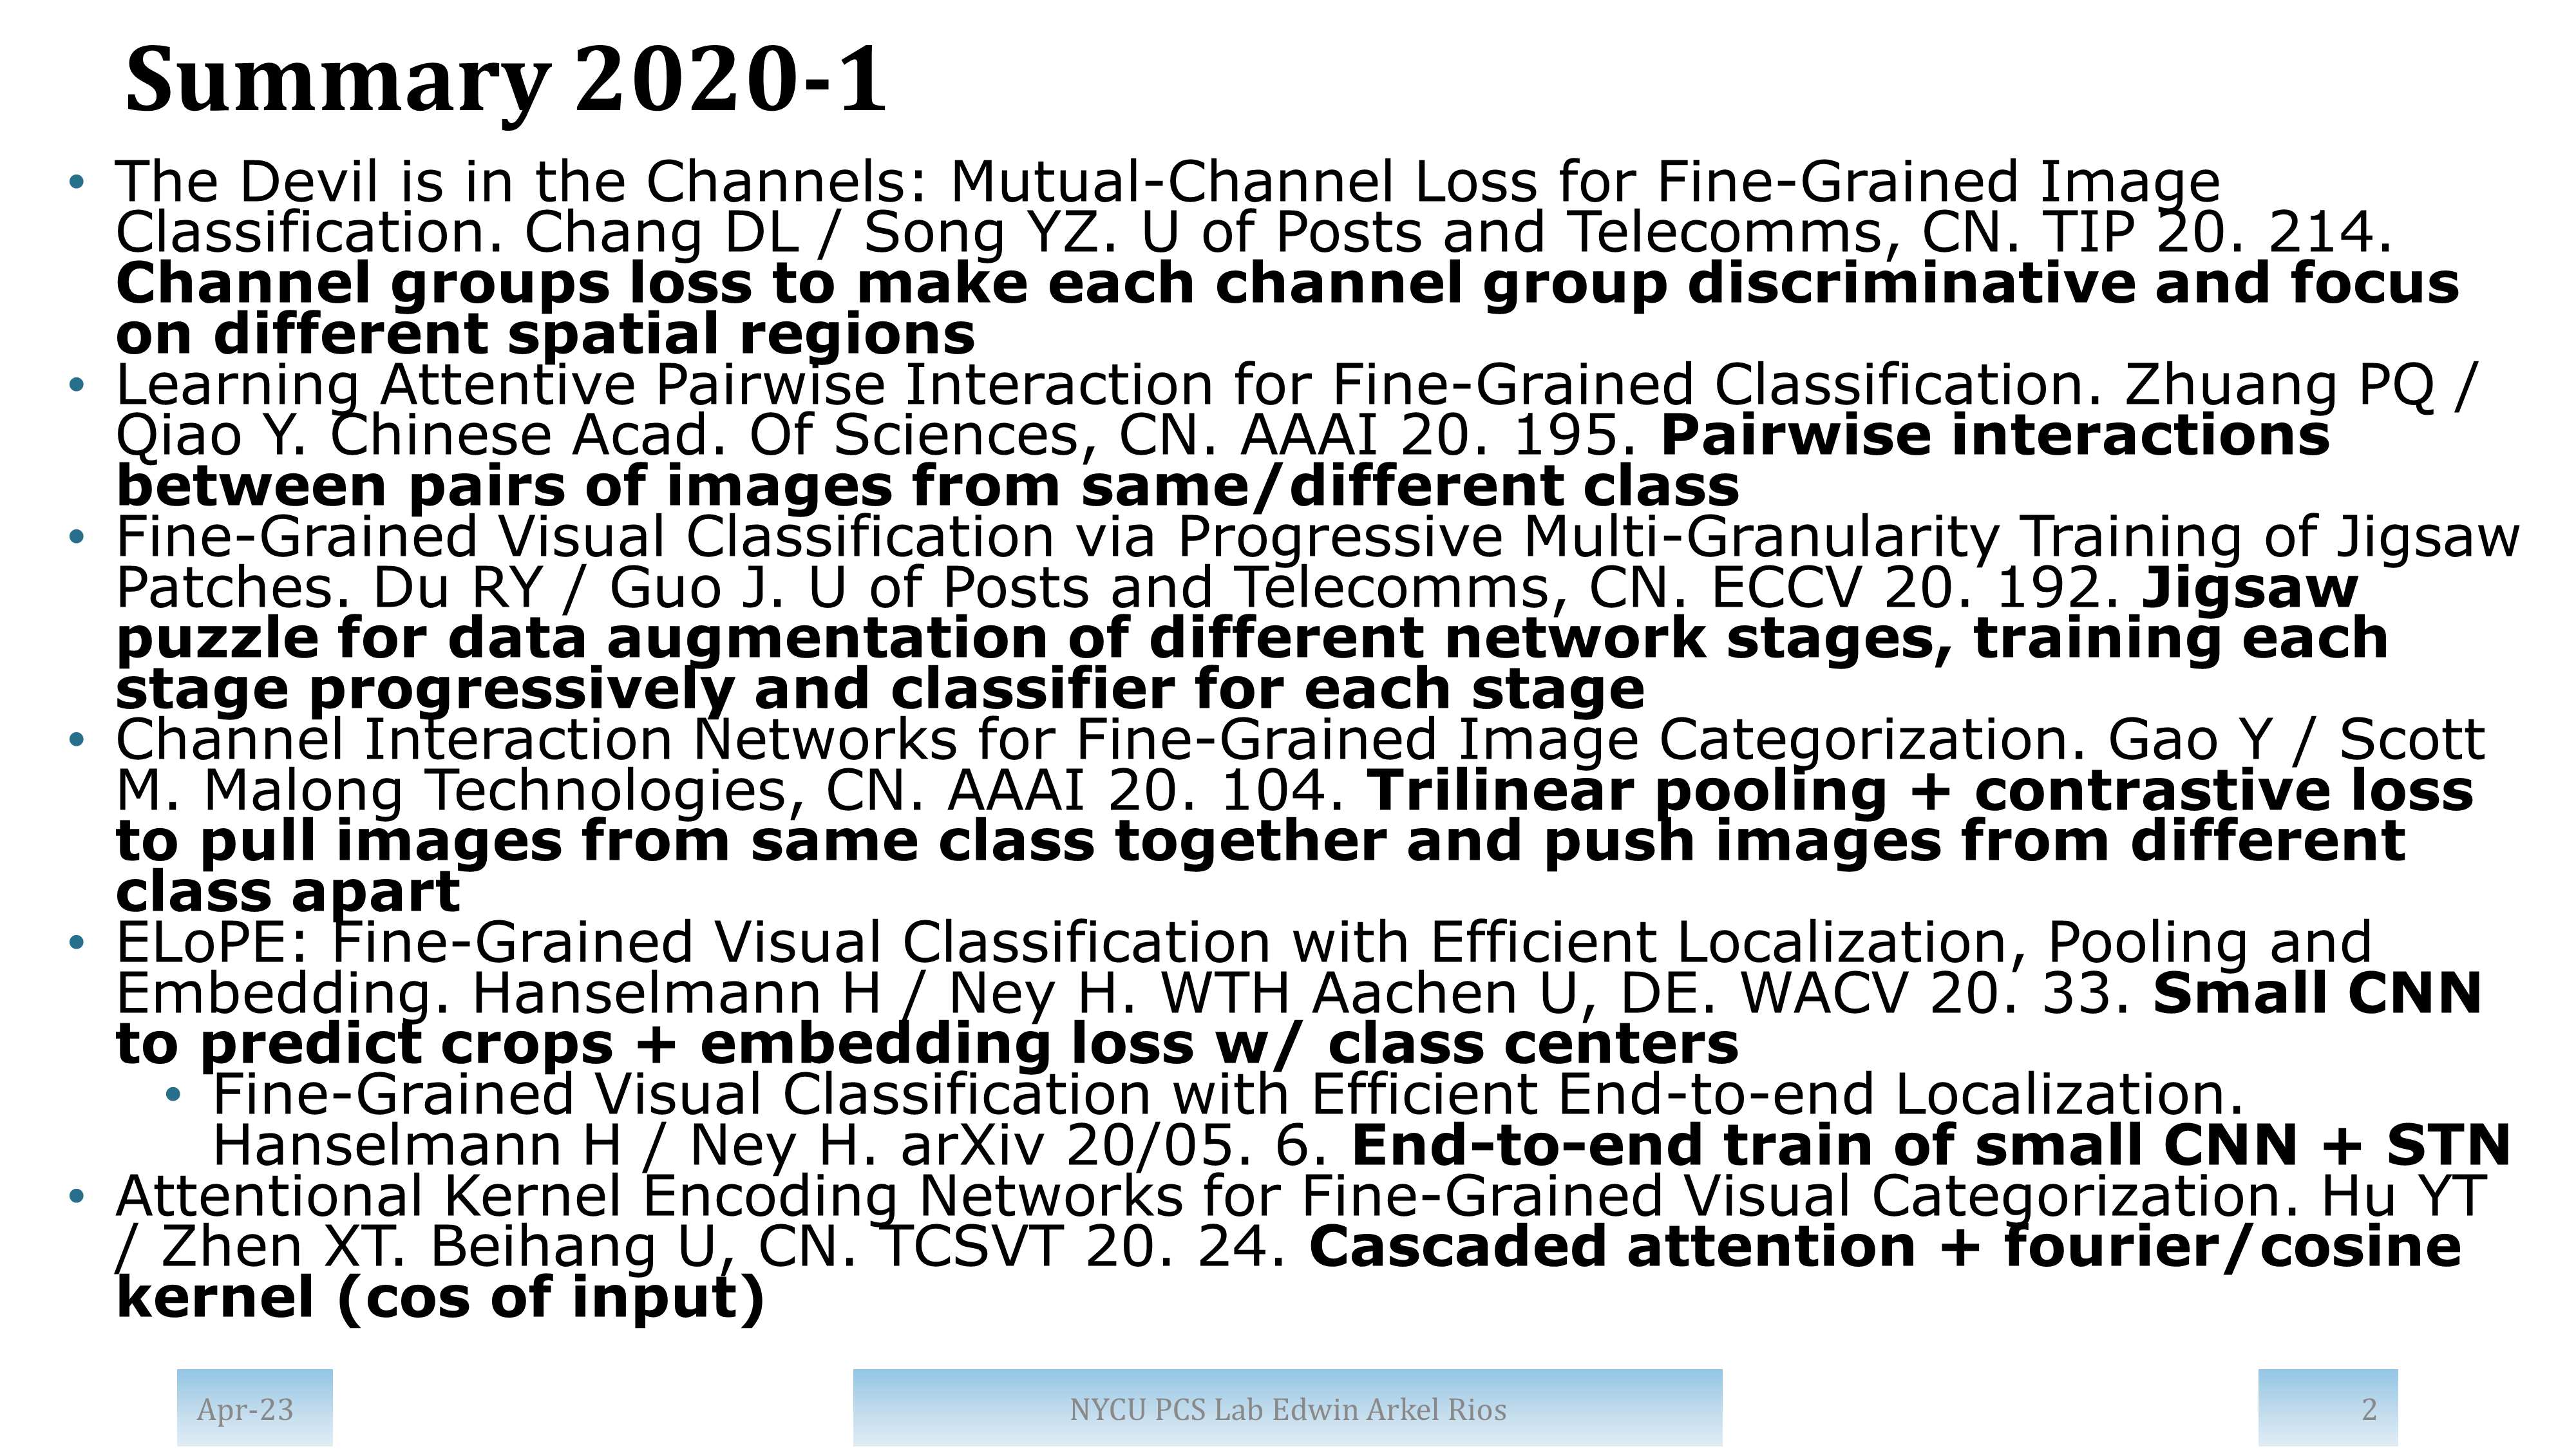 Summary 2020-1
• The Devil is in the Channels: Mutual-Channel Loss for Fine-Grained Image
Classification. Chang DL / Song YZ. U of Posts and Telecomms, CN. TIP 20. 214.
Channel groups loss to make each channel group discriminative and focus
on different spatial regions
• Learning Attentive Pairwise Interaction for Fine-Grained Classification. Zhuang PQ /
Qiao Y. Chinese Acad. Of Sciences, CN. AAAI 20. 195. Pairwise interactions
between pairs of images from same/different class
• Fine-Grained Visual Classification via Progressive Multi-Granularity Training of Jigsaw
Patches. Du RY / Guo J. U of Posts and Telecomms, CN. ECCV 20. 192. Jigsaw
puzzle for data augmentation of different network stages, training each
stage progressively and classifier for each stage
• Channel Interaction Networks for Fine-Grained Image Categorization. Gao Y / Scott
M. Malong Technologies, CN. AAAI 20. 104. Trilinear pooling + contrastive loss
to pull images from same class together and push images from different
class apart
• ELoPE: Fine-Grained Visual Classification with Efficient Localization, Pooling and
Embedding. Hanselmann H / Ney H. WTH Aachen U, DE. WACV 20. 33. Small CNN
to predict crops + embedding loss w/ class centers
• Fine-Grained Visual Classification with Efficient End-to-end Localization.
Hanselmann H / Ney H. arXiv 20/05. 6. End-to-end train of small CNN + STN
• Attentional Kernel Encoding Networks for Fine-Grained Visual Categorization. Hu YT
/ Zhen XT. Beihang U, CN. TCSVT 20. 24. Cascaded attention + fourier/cosine
kernel (cos of input)
Apr-23
NYCU PCS Lab Edwin Arkel Rios
2